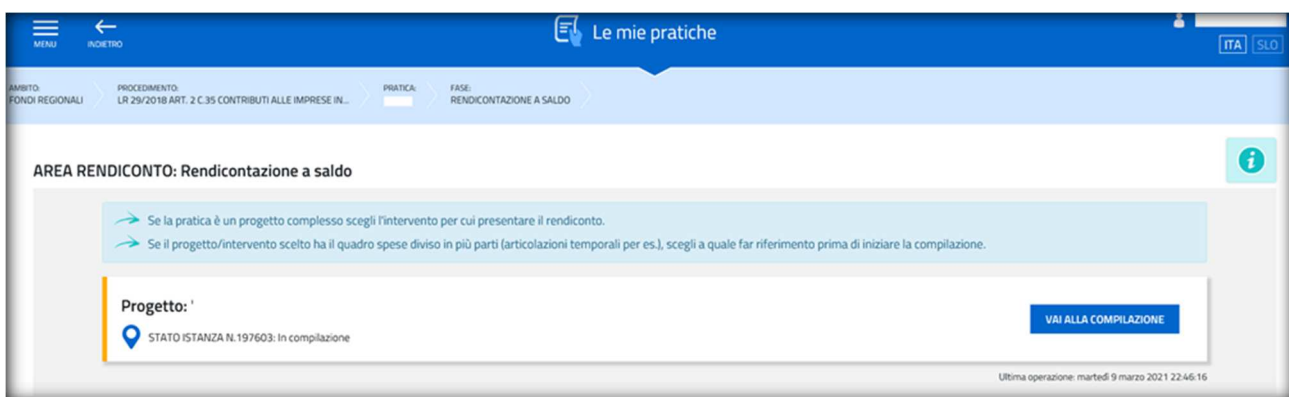 MENU
INDIETRO
Le mie pratiche
ITA SLO
AMBITO:
FONDI REGIONALI
PROCEDIMENTO:
LR 29/2018 ART. 2 C.35 CONTRIBUTI ALLE IMPRESE IN...
PRATICA:
FASE:
RENDICONTAZIONE A SALDO
AREA RENDICONTO: Rendicontazione a saldo
Se la pratica è un progetto complesso scegli l'intervento per cui presentare il rendiconto.
Se il progetto/intervento scelto ha il quadro spese diviso in più parti (articolazioni temporali per es.), scegli a quale far riferimento prima di iniziare la compilazione.
Progetto: '
STATO ISTANZA N.197603: In compilazione
VAI ALLA COMPILAZIONE
Ultima operazione: martedì 9 marzo 2021 22:46:16